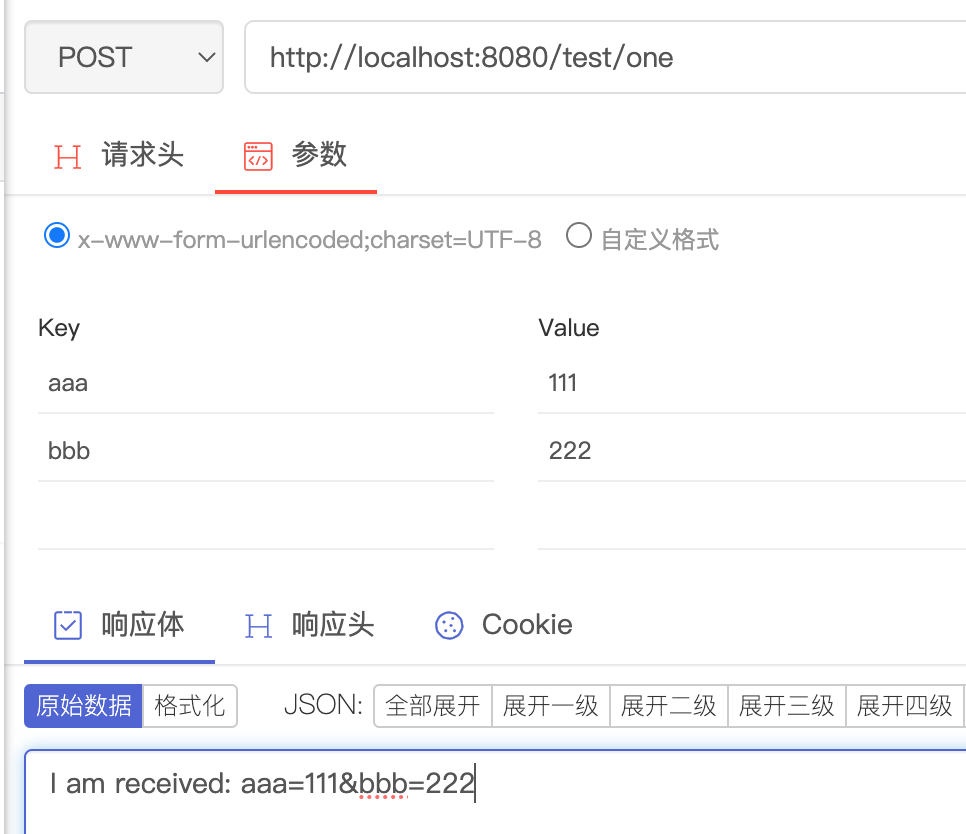 POST http://localhost:8080/test/one
请求头 参数
x-www-form-urlencoded;charset=UTF-8 自定义格式
Key Value
aaa 111
bbb 222
响应体 响应头 Cookie
原始数据 格式化 JSON: 全部展开 展开一级 展开二级 展开三级 展开四级
I am received: aaa=111&bbb=222